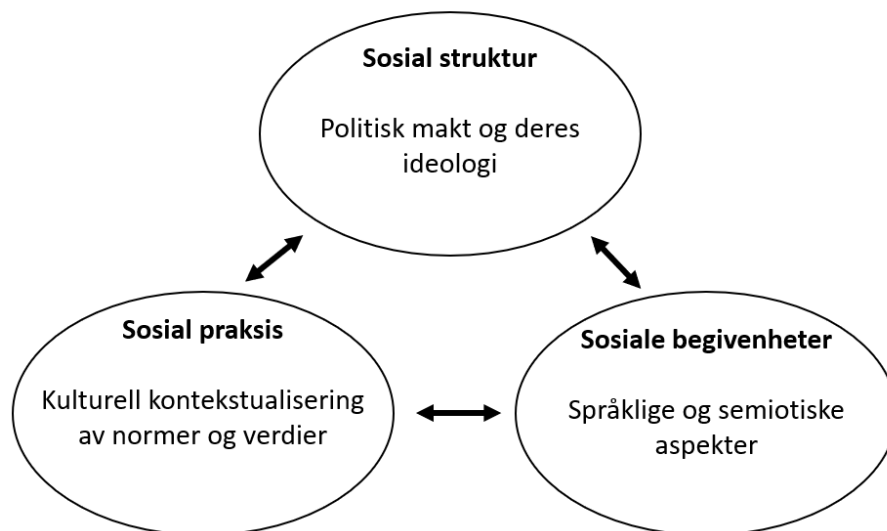 Sosial struktur
Politisk makt og deres
ideologi
Sosial praksis
Kulturell kontekstualisering
av normer og verdier
Sosiale begivenheter
Språklige og semiotiske
aspekter